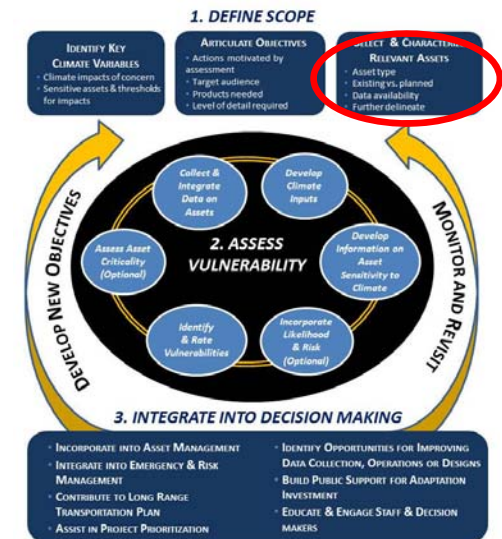 1. DEFINE SCOPE
IDENTIFY KEY
CLIMATE VARIABLES
• Climate impacts of concern
• Sensitive assets & thresholds
for impacts
ARTICULATE OBJECTIVES
• Actions motivated by
assessment
• Target audience
• Products needed
• Level of detail required
SELECT & CHARACTERIZE
RELEVANT ASSETS
• Asset type
• Existing vs. planned
• Data availability
• Further delineate
DEVELOP NEW OBJECTIVES
MONITOR AND REVISIT
2. ASSESS
VULNERABILITY
Collect &
Integrate
Data on
Assets
Develop
Climate
Inputs
Assess Asset
Criticality
(Optional)
Develop
Information on
Asset
Sensitivity to
Climate
Identify
& Rate
Vulnerabilities
Incorporate
Likelihood
& Risk
(Optional)
3. INTEGRATE INTO DECISION MAKING
• INCORPORATE INTO ASSET MANAGEMENT
• INTEGRATE INTO EMERGENCY & RISK
MANAGEMENT
• CONTRIBUTE TO LONG RANGE
TRANSPORTATION PLAN
• ASSIST IN PROJECT PRIORITIZATION
• IDENTIFY OPPORTUNITIES FOR IMPROVING
DATA COLLECTION, OPERATIONS OR DESIGNS
• BUILD PUBLIC SUPPORT FOR ADAPTATION
INVESTMENT
• EDUCATE & ENGAGE STAFF & DECISION
MAKERS